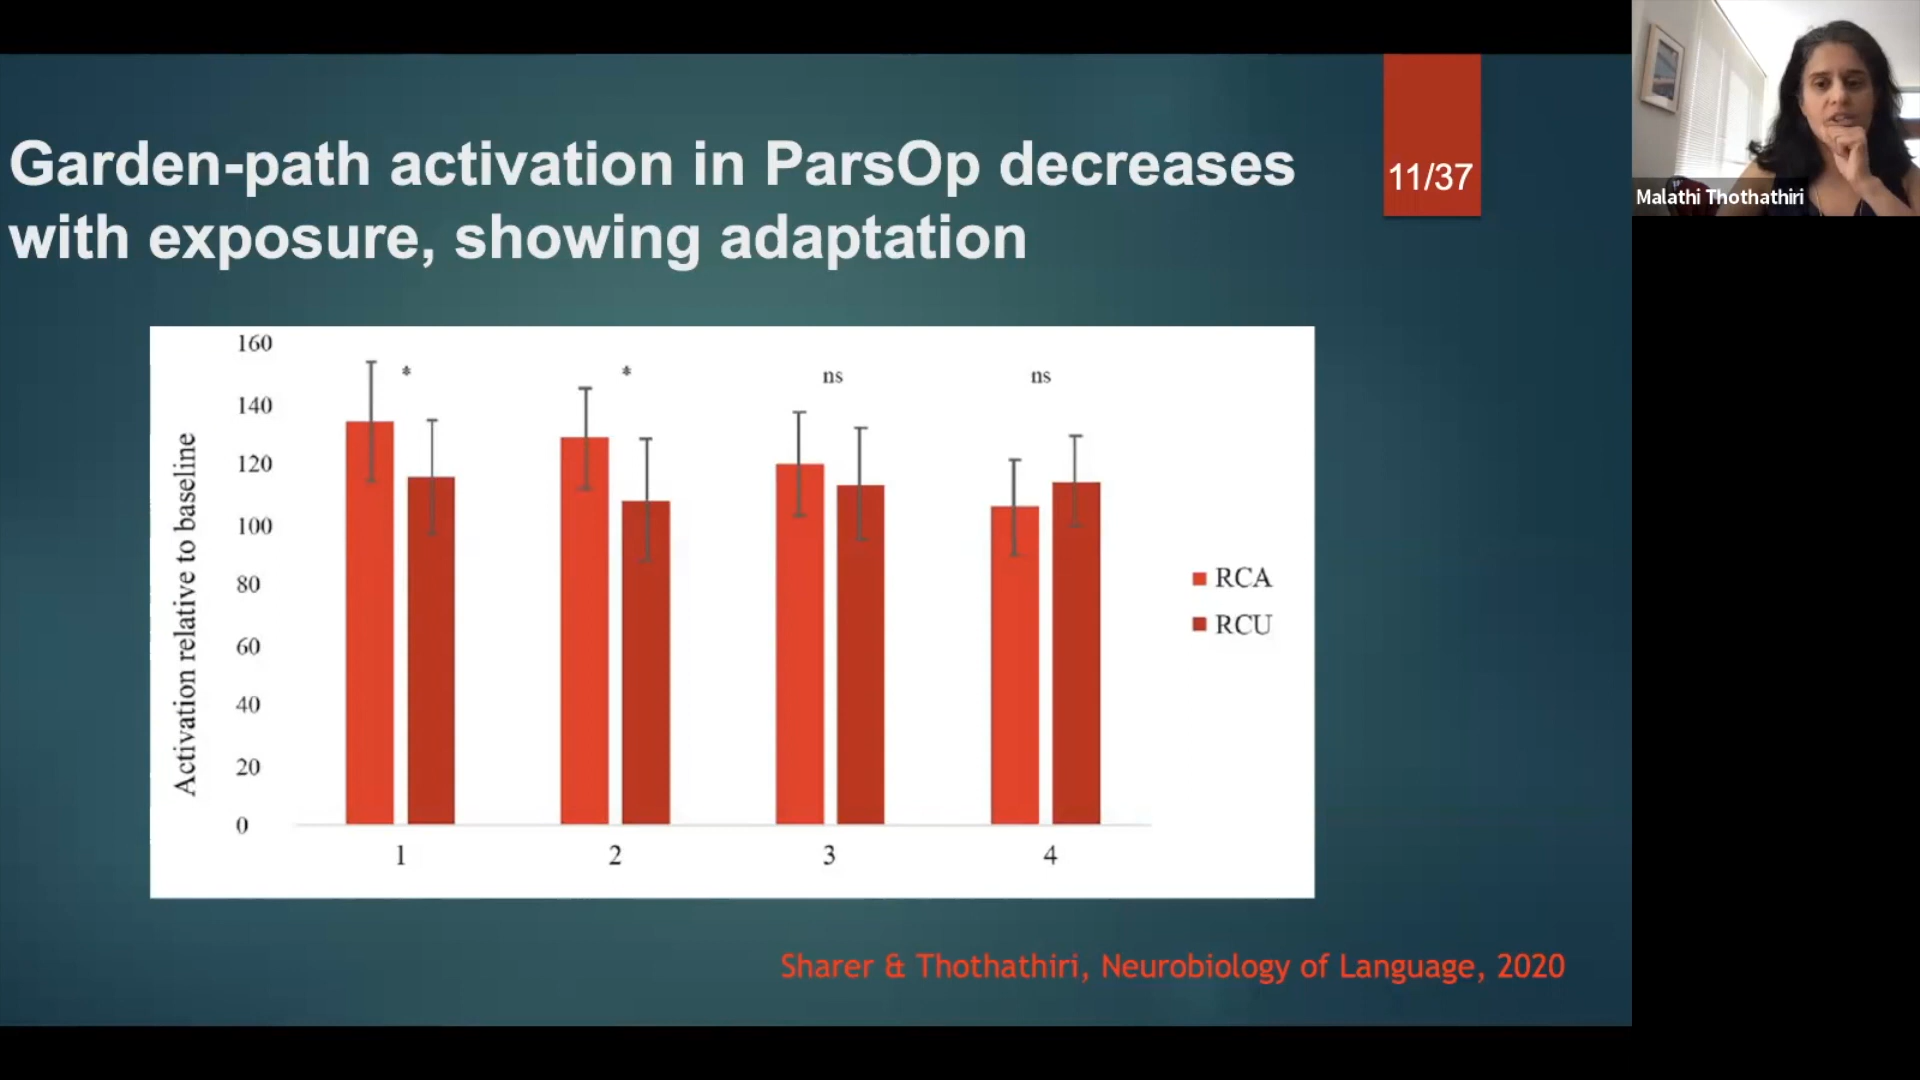 Garden-path activation in ParsOp decreases
with exposure, showing adaptation
11/37
Malathi Thothathiri
160
140
120
100
80
60
40
20
0
Activation relative to baseline
*
*
ns
ns
RCA
RCU
1
2
3
4
Sharer & Thothathiri, Neurobiology of Language, 2020